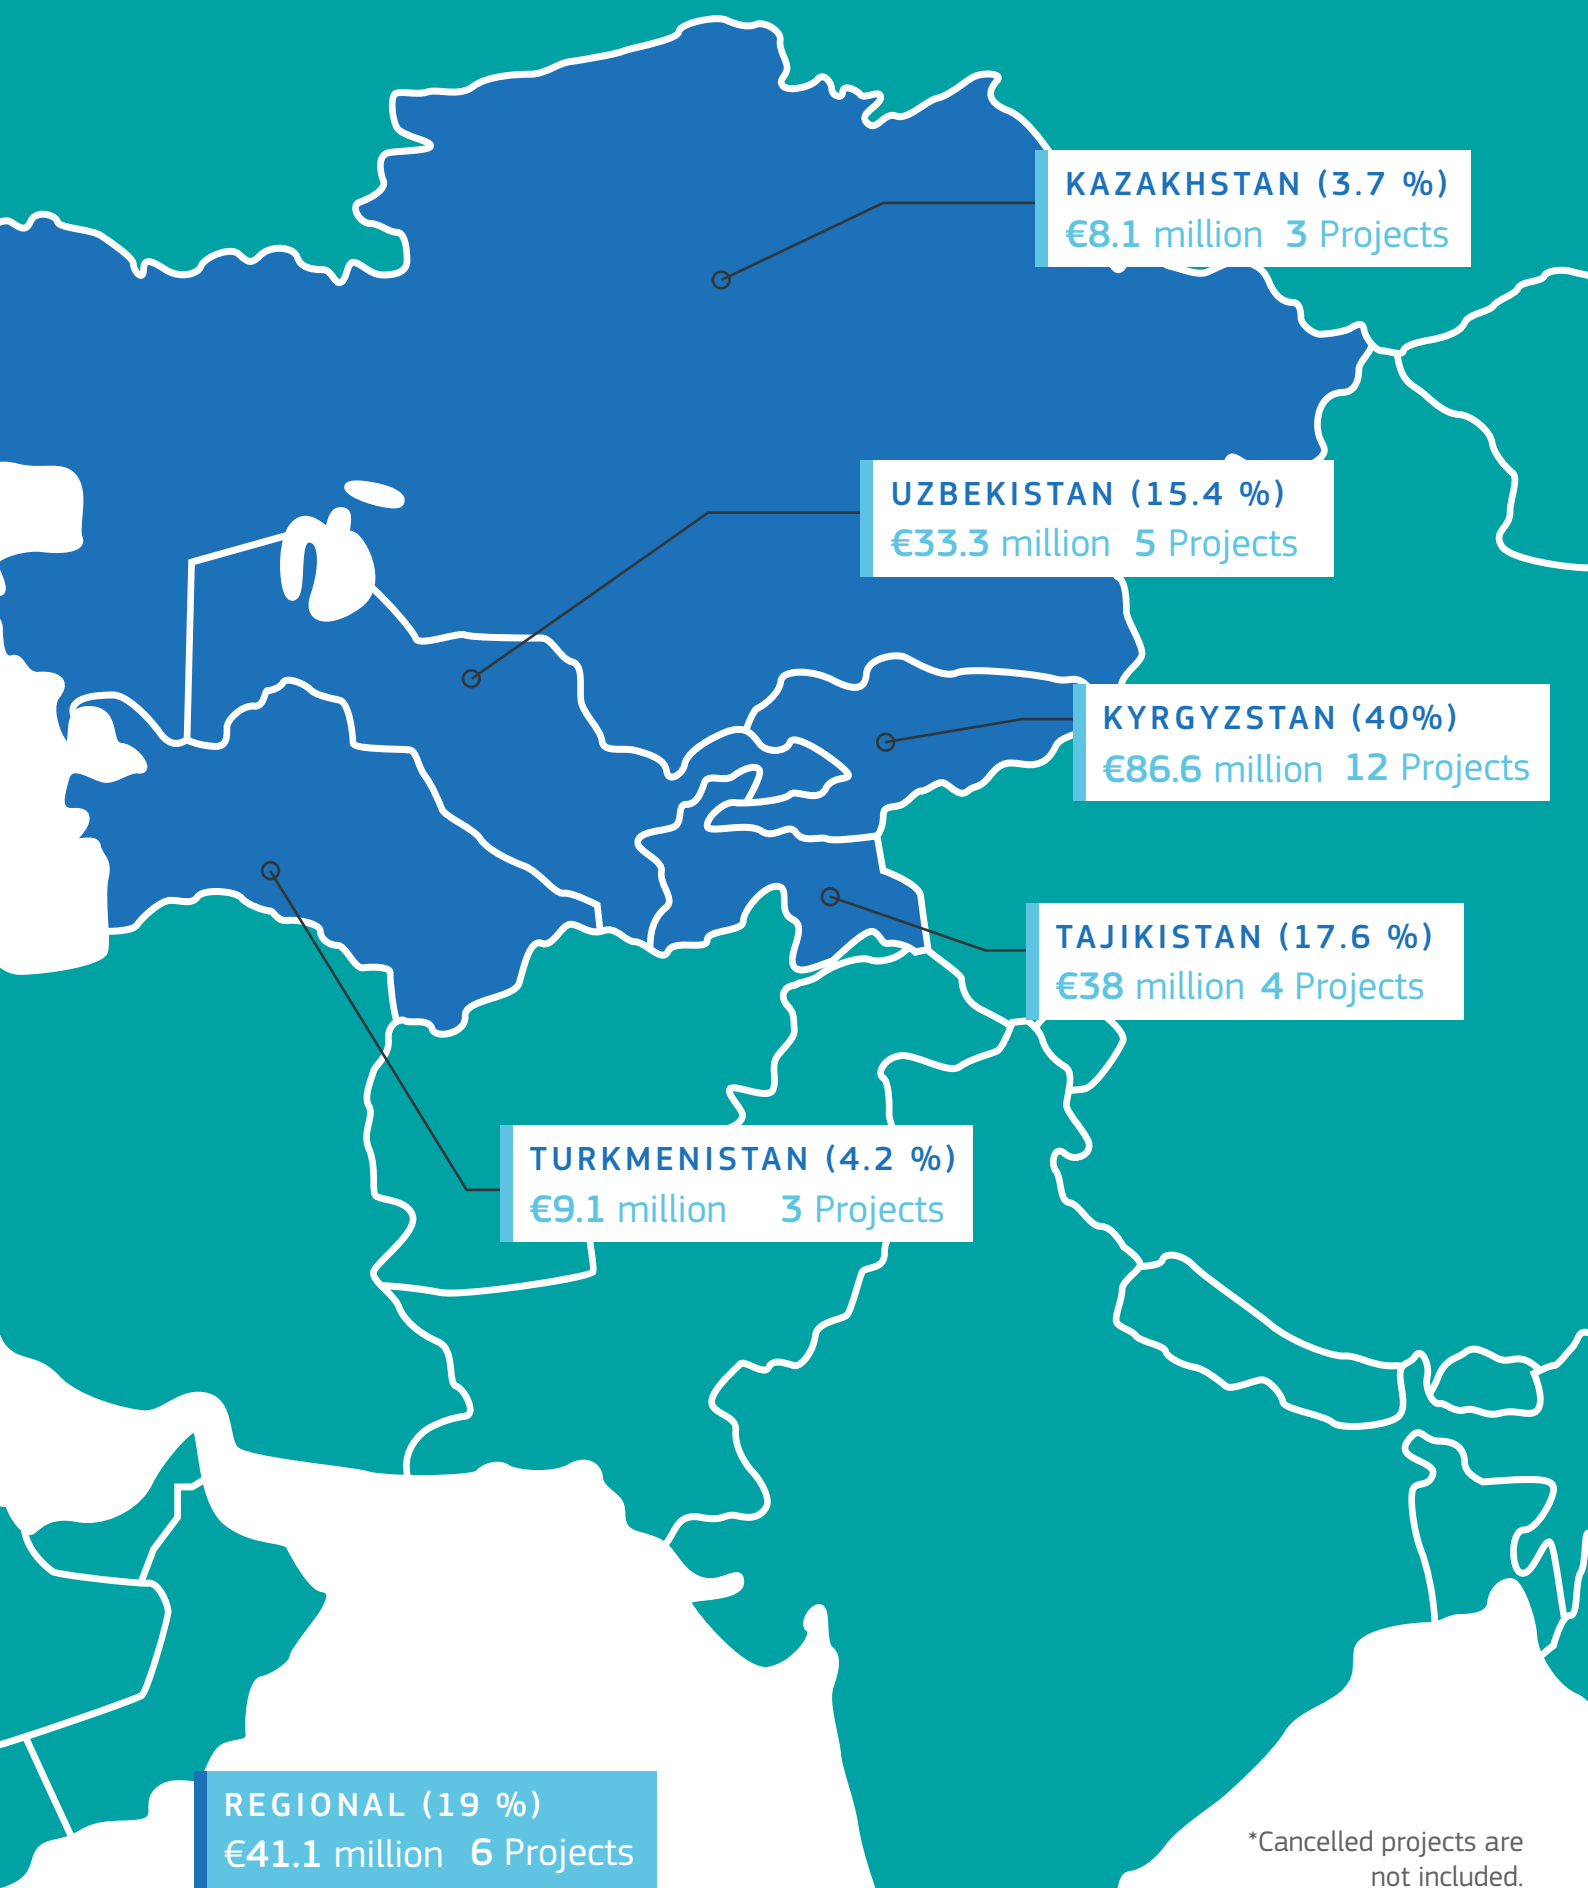 KAZAKHSTAN (3.7 %)
€8.1 million 3 Projects
UZBEKISTAN (15.4 %)
€33.3 million 5 Projects
KYRGYZSTAN (40%)
€86.6 million 12 Projects
TAJIKISTAN (17.6 %)
€38 million 4 Projects
TURKMENISTAN (4.2 %)
€9.1 million 3 Projects
REGIONAL (19 %)
€41.1 million 6 Projects
*Cancelled projects are
not included.